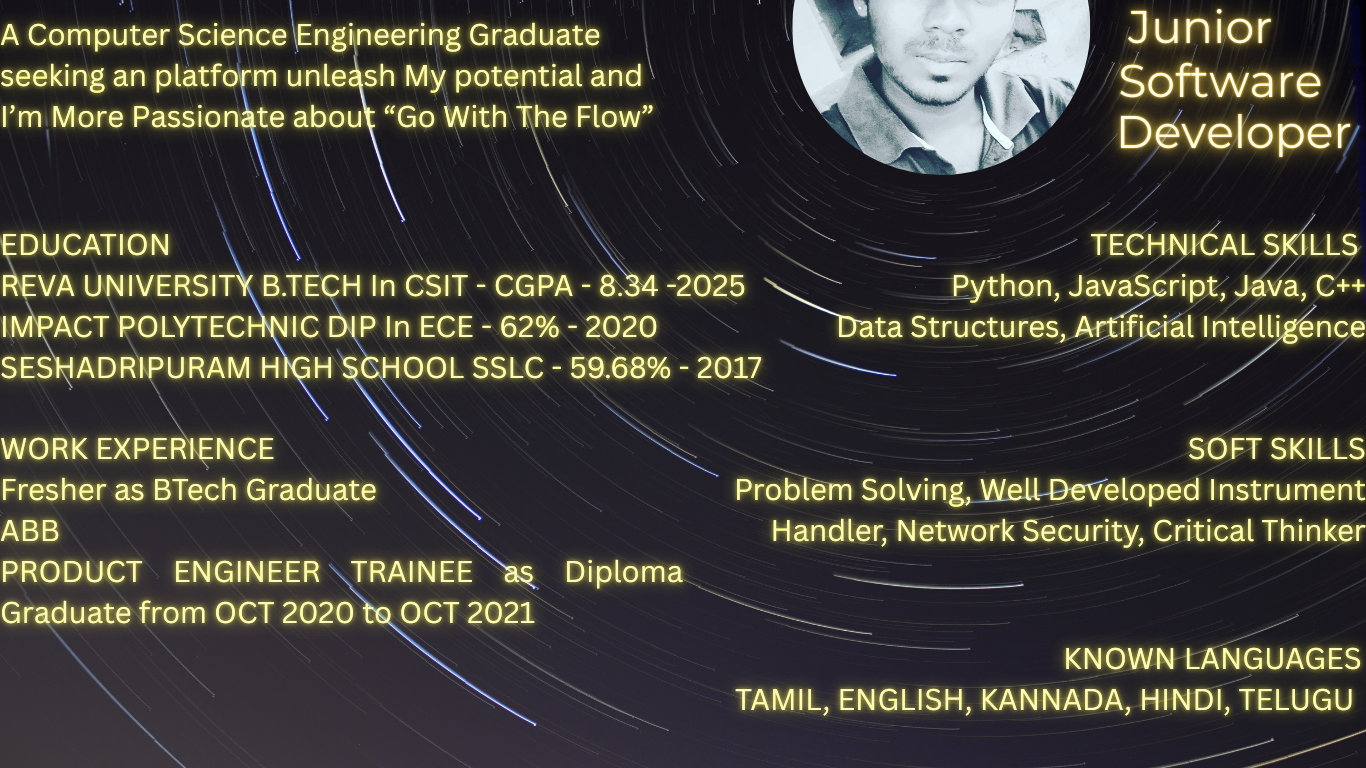 A Computer Science Engineering Graduate
seeking an platform unleash My potential and
I’m More Passionate about “Go With The Flow”
Junior
Software
Developer
EDUCATION
REVA UNIVERSITY B.TECH In CSIT - CGPA - 8.34 -2025
IMPACT POLYTECHNIC DIP In ECE - 62% - 2020
SESHADRIPURAM HIGH SCHOOL SSLC - 59.68% - 2017
TECHNICAL SKILLS
Python, JavaScript, Java, C++
Data Structures, Artificial Intelligence
WORK EXPERIENCE
Fresher as BTech Graduate
ABB
PRODUCT ENGINEER TRAINEE as Diploma
Graduate from OCT 2020 to OCT 2021
SOFT SKILLS
Problem Solving, Well Developed Instrument
Handler, Network Security, Critical Thinker
KNOWN LANGUAGES
TAMIL, ENGLISH, KANNADA, HINDI, TELUGU